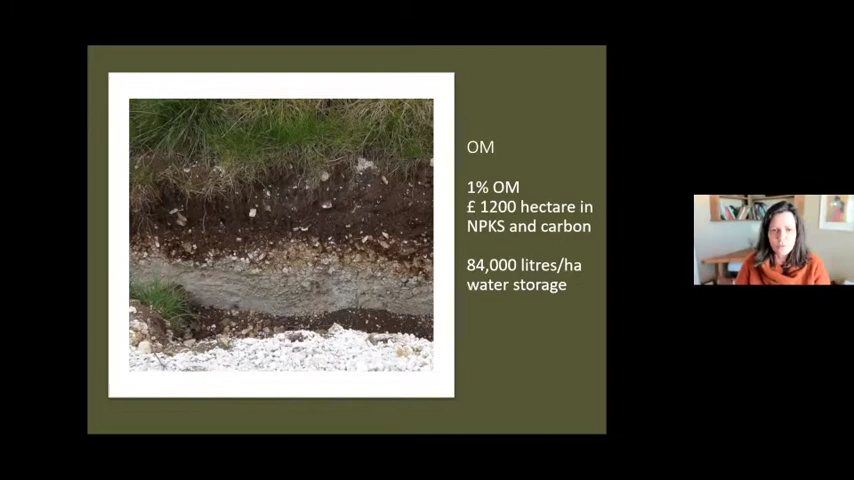 OM
1% OM
£ 1200 hectare in
NPKS and carbon
84,000 litres/ha
water storage